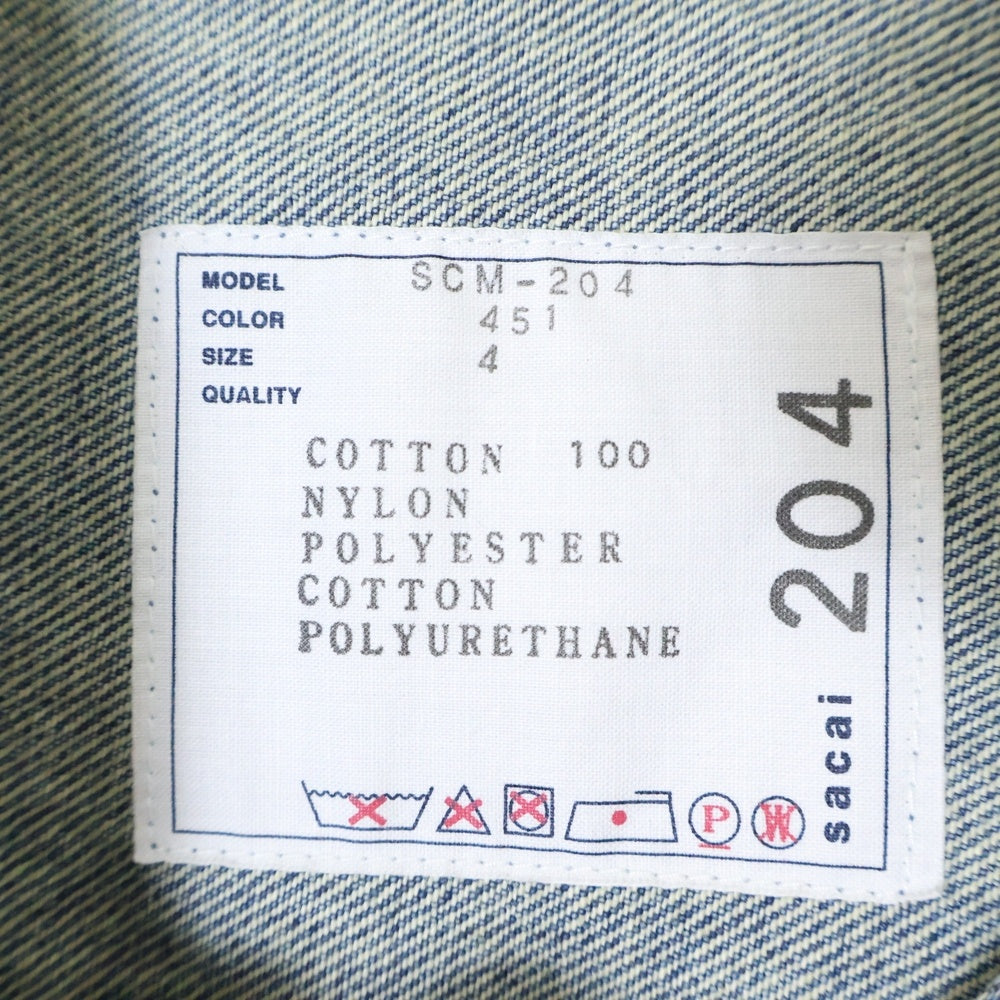 MODEL SCM-204
COLOR 451
SIZE 4
QUALITY
COTTON 100
NYLON
POLYESTER
COTTON
POLYURETHANE
P
W
sacai 204